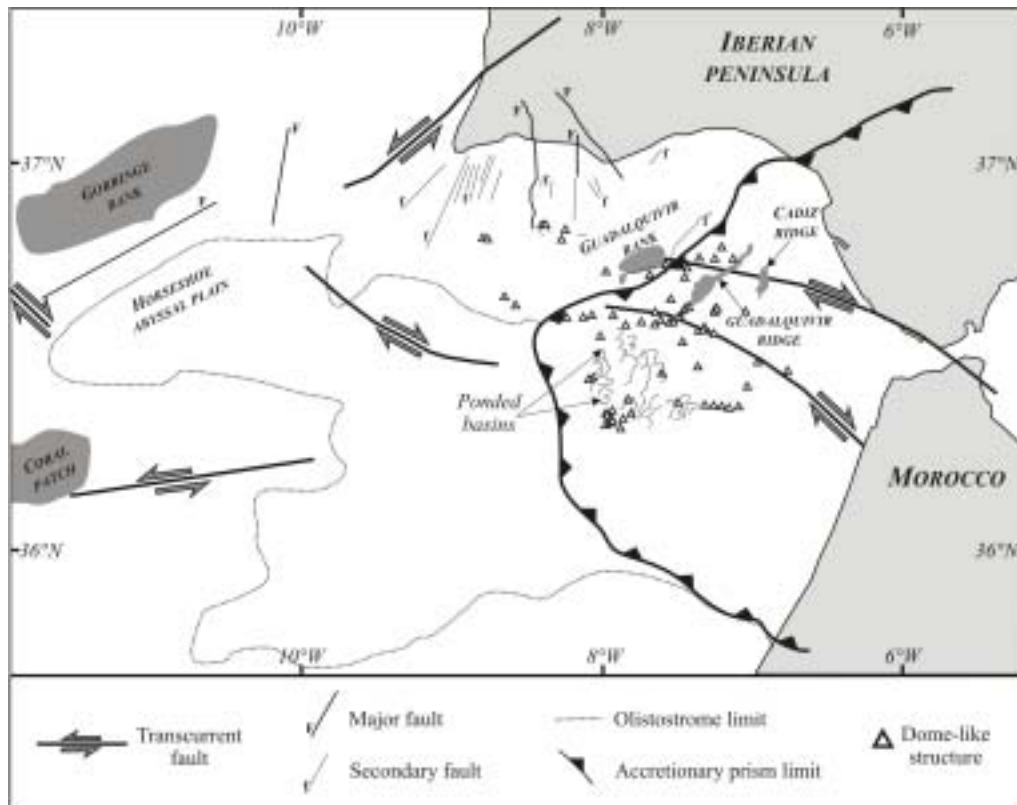 10°W
8°W
6°W
IBERIAN
PENINSULA
37°N
37°N
GORRINGE
BANK
GUADALQUIVIR
BANK
CADIZ
RIDGE
HORSESHOE
ABYSSAL PLAIN
GUADALQUIVIR
RIDGE
Ponded
basins
CORAL
PATCH
MOROCCO
36°N
36°N
10°W
8°W
6°W
Transcurrent
fault
Major fault
Secondary fault
Olistostrome limit
Accretionary prism limit
Dome-like
structure